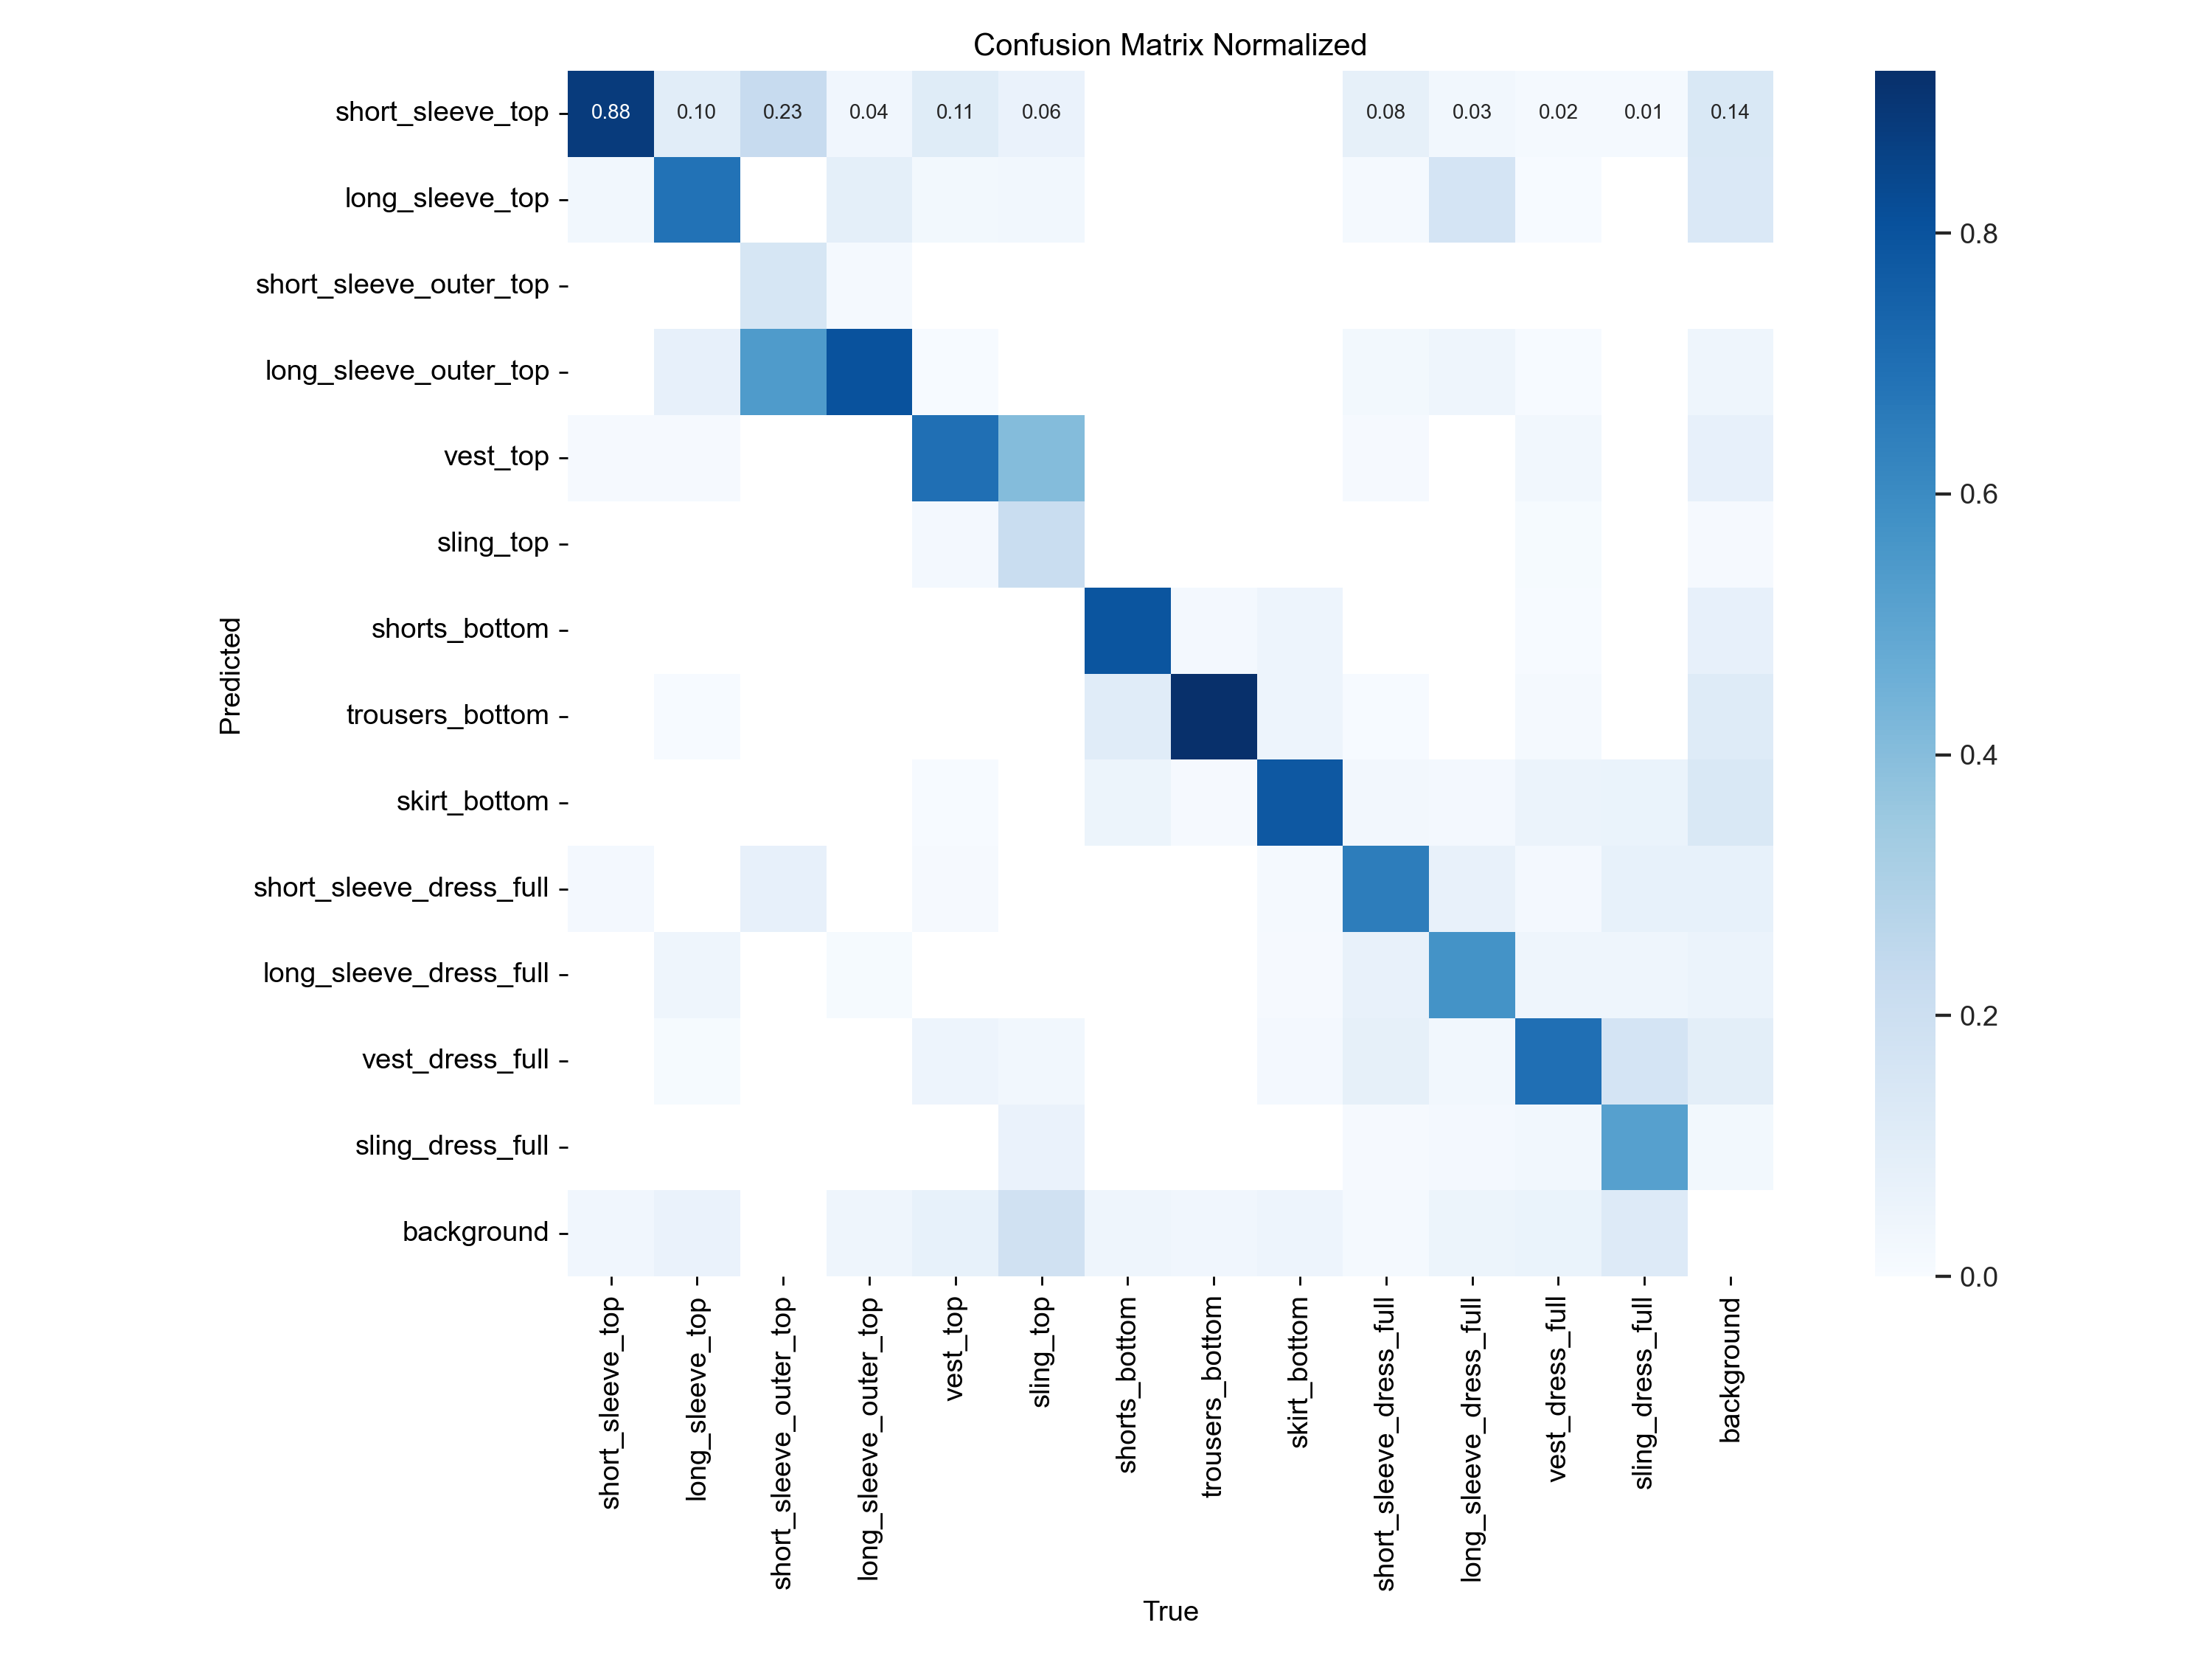 Confusion Matrix Normalized
short_sleeve_top
0.88 0.10 0.23 0.04 0.11 0.06 0.08 0.03 0.02 0.01 0.14
long_sleeve_top
short_sleeve_outer_top
long_sleeve_outer_top
vest_top
sling_top
shorts_bottom
trousers_bottom
skirt_bottom
short_sleeve_dress_full
long_sleeve_dress_full
vest_dress_full
sling_dress_full
background
Predicted
short_sleeve_top
long_sleeve_top
short_sleeve_outer_top
long_sleeve_outer_top
vest_top
sling_top
shorts_bottom
trousers_bottom
skirt_bottom
short_sleeve_dress_full
long_sleeve_dress_full
vest_dress_full
sling_dress_full
background
True
0.8
0.6
0.4
0.2
0.0